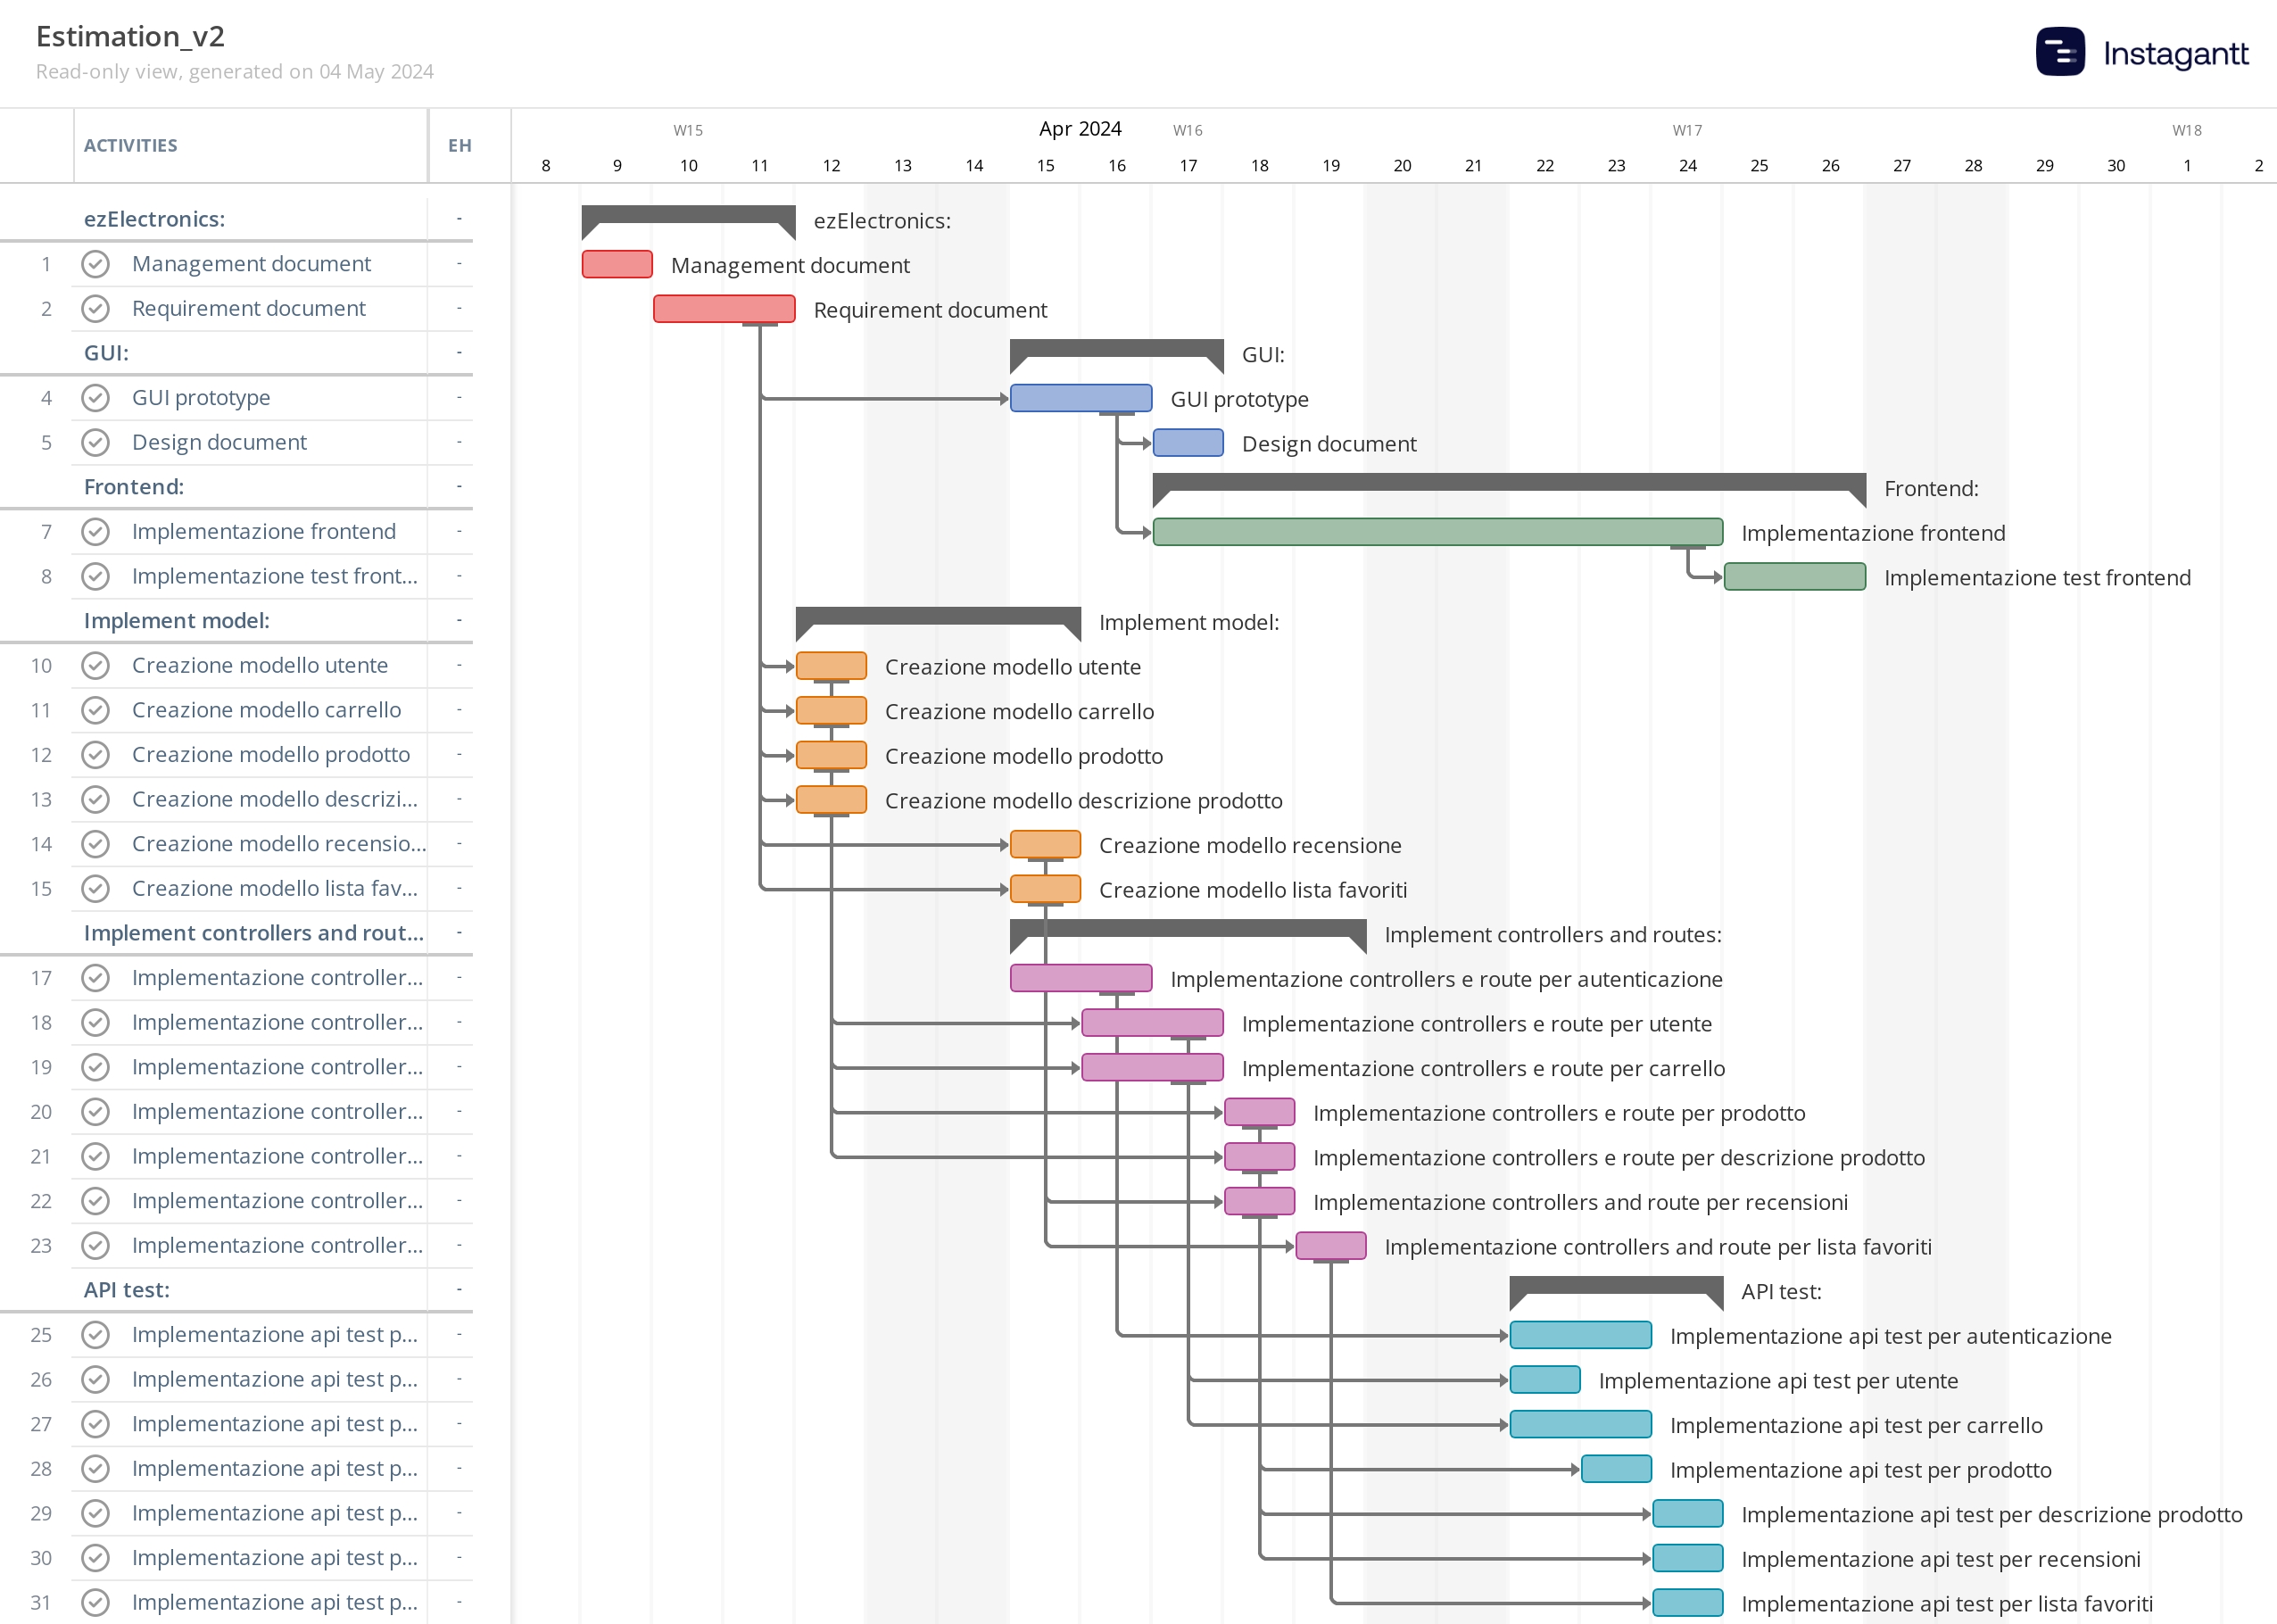 Estimation_v2
Read-only view, generated on 04 May 2024
Instagantt
ACTIVITIES EH
W15 Apr 2024 W16 W17 W18
8 9 10 11 12 13 14 15 16 17 18 19 20 21 22 23 24 25 26 27 28 29 30 1 2
ezElectronics: - ezElectronics:
1 Management document - Management document
2 Requirement document - Requirement document
GUI: - GUI:
4 GUI prototype - GUI prototype
5 Design document - Design document
Frontend: - Frontend:
7 Implementazione frontend - Implementazione frontend
8 Implementazione test front... - Implementazione test frontend
Implement model: - Implement model:
10 Creazione modello utente - Creazione modello utente
11 Creazione modello carrello - Creazione modello carrello
12 Creazione modello prodotto - Creazione modello prodotto
13 Creazione modello descrizi... - Creazione modello descrizione prodotto
14 Creazione modello recensio... - Creazione modello recensione
15 Creazione modello lista fav... - Creazione modello lista favoriti
Implement controllers and rout... - Implement controllers and routes:
17 Implementazione controller... - Implementazione controllers e route per autenticazione
18 Implementazione controller... - Implementazione controllers e route per utente
19 Implementazione controller... - Implementazione controllers e route per carrello
20 Implementazione controller... - Implementazione controllers e route per prodotto
21 Implementazione controller... - Implementazione controllers e route per descrizione prodotto
22 Implementazione controller... - Implementazione controllers and route per recensioni
23 Implementazione controller... - Implementazione controllers and route per lista favoriti
API test: - API test:
25 Implementazione api test p... - Implementazione api test per autenticazione
26 Implementazione api test p... - Implementazione api test per utente
27 Implementazione api test p... - Implementazione api test per carrello
28 Implementazione api test p... - Implementazione api test per prodotto
29 Implementazione api test p... - Implementazione api test per descrizione prodotto
30 Implementazione api test p... - Implementazione api test per recensioni
31 Implementazione api test p... - Implementazione api test per lista favoriti